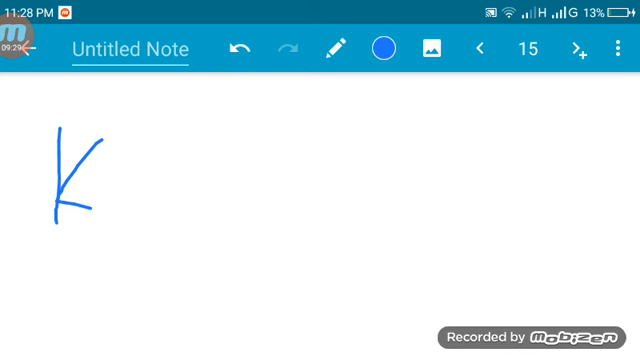 11:28 PM H G 13%
m
09:29
Untitled Note
15
K
Recorded by mobizen